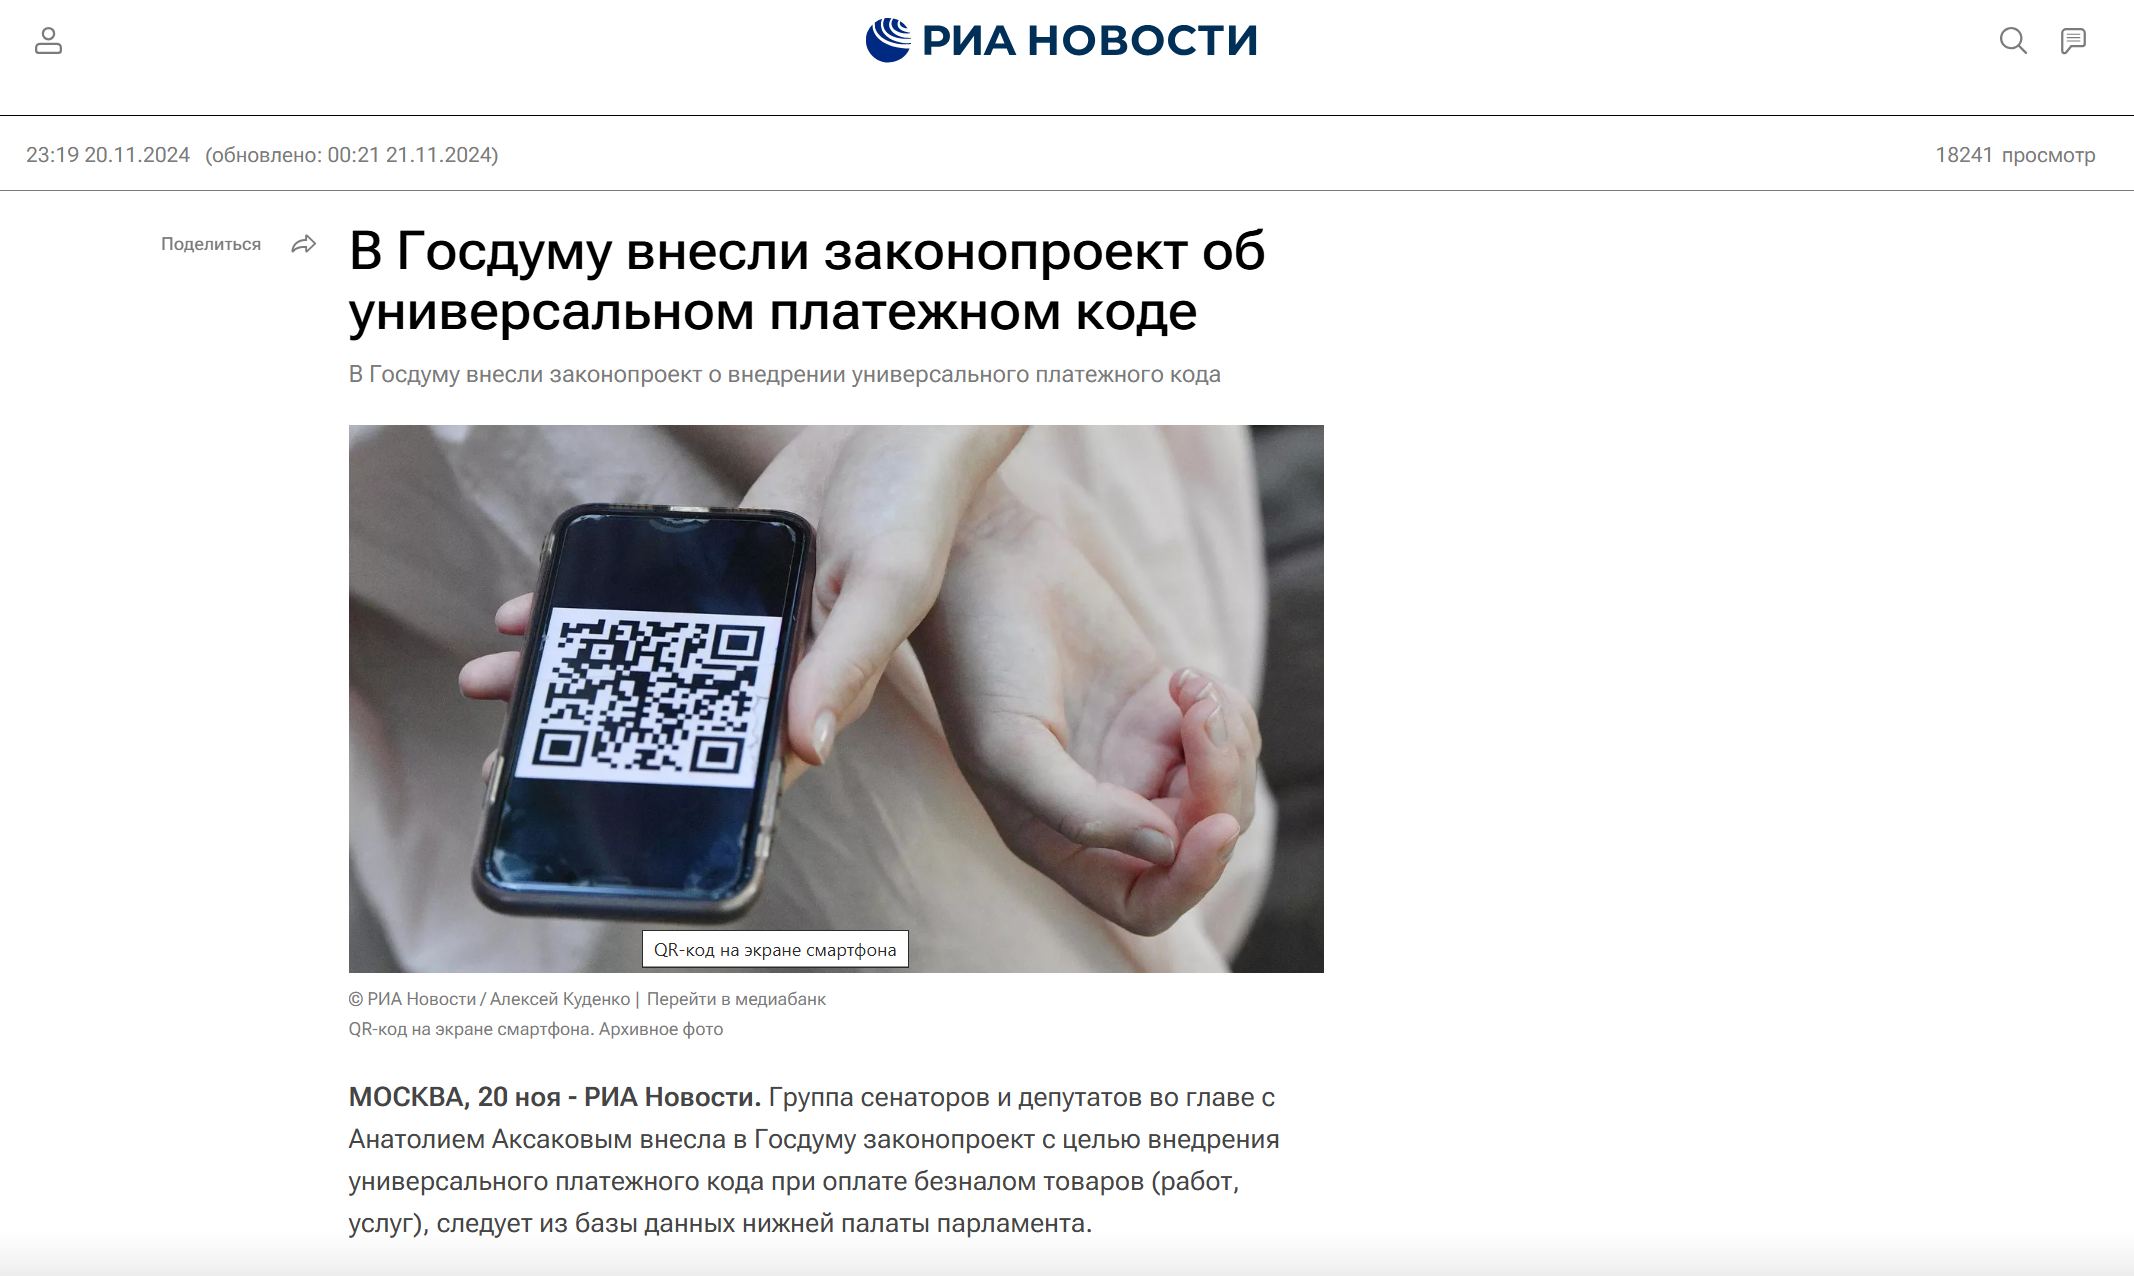 РИА НОВОСТИ
23:19 20.11.2024 (обновлено: 00:21 21.11.2024)
18241 просмотр
Поделиться
В Госдуму внесли законопроект об
универсальном платежном коде
В Госдуму внесли законопроект о внедрении универсального платежного кода
QR-код на экране смартфона
© РИА Новости / Алексей Куденко | Перейти в медиабанк
QR-код на экране смартфона. Архивное фото
МОСКВА, 20 ноя - РИА Новости. Группа сенаторов и депутатов во главе с
Анатолием Аксаковым внесла в Госдуму законопроект с целью внедрения
универсального платежного кода при оплате безналом товаров (работ,
услуг), следует из базы данных нижней палаты парламента.